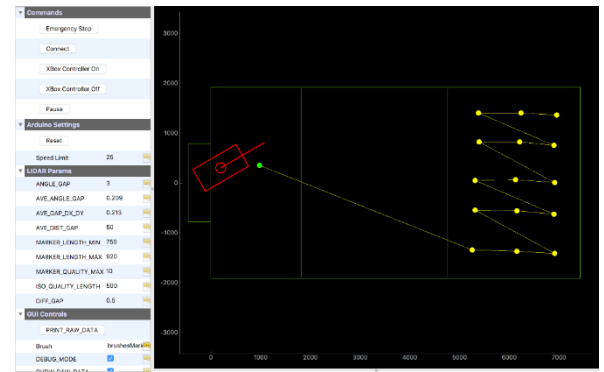 Commands
Emergency Stop
Connect
XBox Controller On
XBox Controller Off
Pause
Arduino Settings
Reset
Speed Limit 25
LIDAR Params
ANGLE_GAP 3
AVE_ANGLE_GAP 0.209
AVE_GAP_DX_DY 0.213
AVE_DIST_GAP 50
MARKER_LENGTH_MIN 750
MARKER_LENGTH_MAX 920
MARKER_QUALITY_MAX 10
ISO_QUALITY_LENGTH 500
DIFF_GAP 0.5
GUI Controls
PRINT_RAW_DATA
Brush brushesMark
DEBUG_MODE
3000
2000
1000
0
-1000
-2000
-3000
0 1000 2000 3000 4000 5000 6000 7000